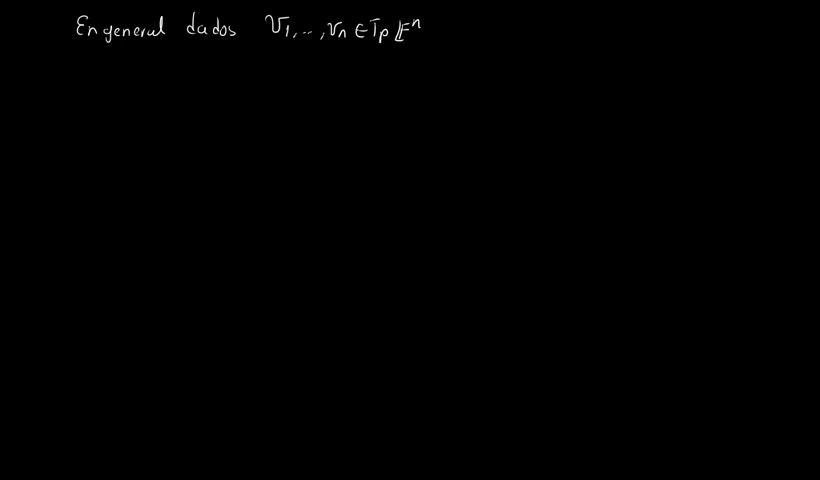 En general dados v₁,..,vₙ ∈ Tₚ𝔼ⁿ